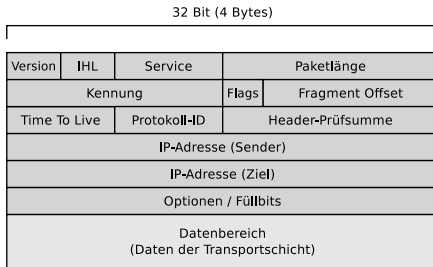 32 Bit (4 Bytes)
Version IHL Service Paketlänge
Kennung Flags Fragment Offset
Time To Live Protokoll-ID Header-Prüfsumme
IP-Adresse (Sender)
IP-Adresse (Ziel)
Optionen / Füllbits
Datenbereich
(Daten der Transportschicht)